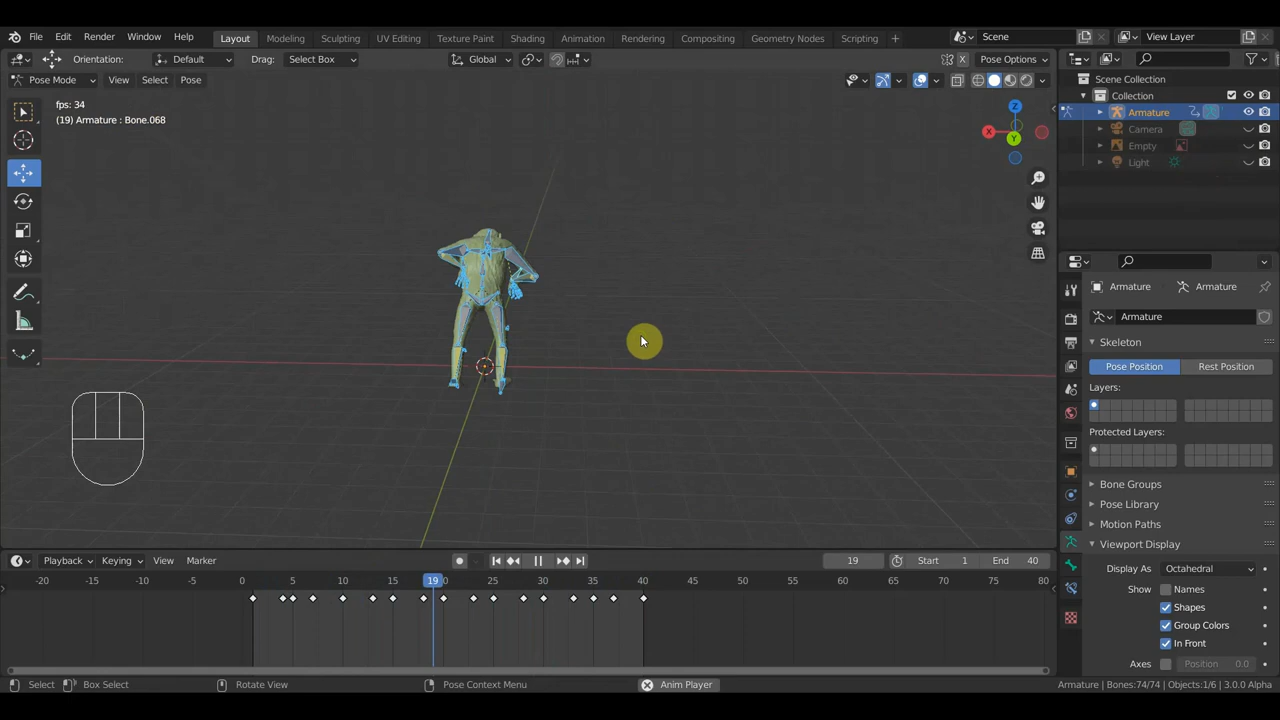 File Edit Render Window Help Layout Modeling Sculpting UV Editing Texture Paint Shading Animation Rendering Compositing Geometry Nodes Scripting + Scene View Layer
Orientation: Default Drag: Select Box Global X Pose Options
Pose Mode View Select Pose
fps: 34
(19) Armature : Bone.068
Z
X
Y
Scene Collection
Collection
Armature
Camera
Empty
Light
Armature Armature
Armature
Skeleton
Pose Position Rest Position
Layers:
Protected Layers:
Bone Groups
Pose Library
Motion Paths
Viewport Display
Display As Octahedral
Names
Shapes
Group Colors
In Front
Axes Position 0.0
Playback Keying View Marker 19 Start 1 End 40
-20 -10 0 5 10 15 19 20 25 30 35 40 45 50 55 60 65 70 75 80
Select Box Select Rotate View Pose Context Menu Anim Player Armature | Bones:74/74 | Objects:1/6 | 3.0.0 Alpha